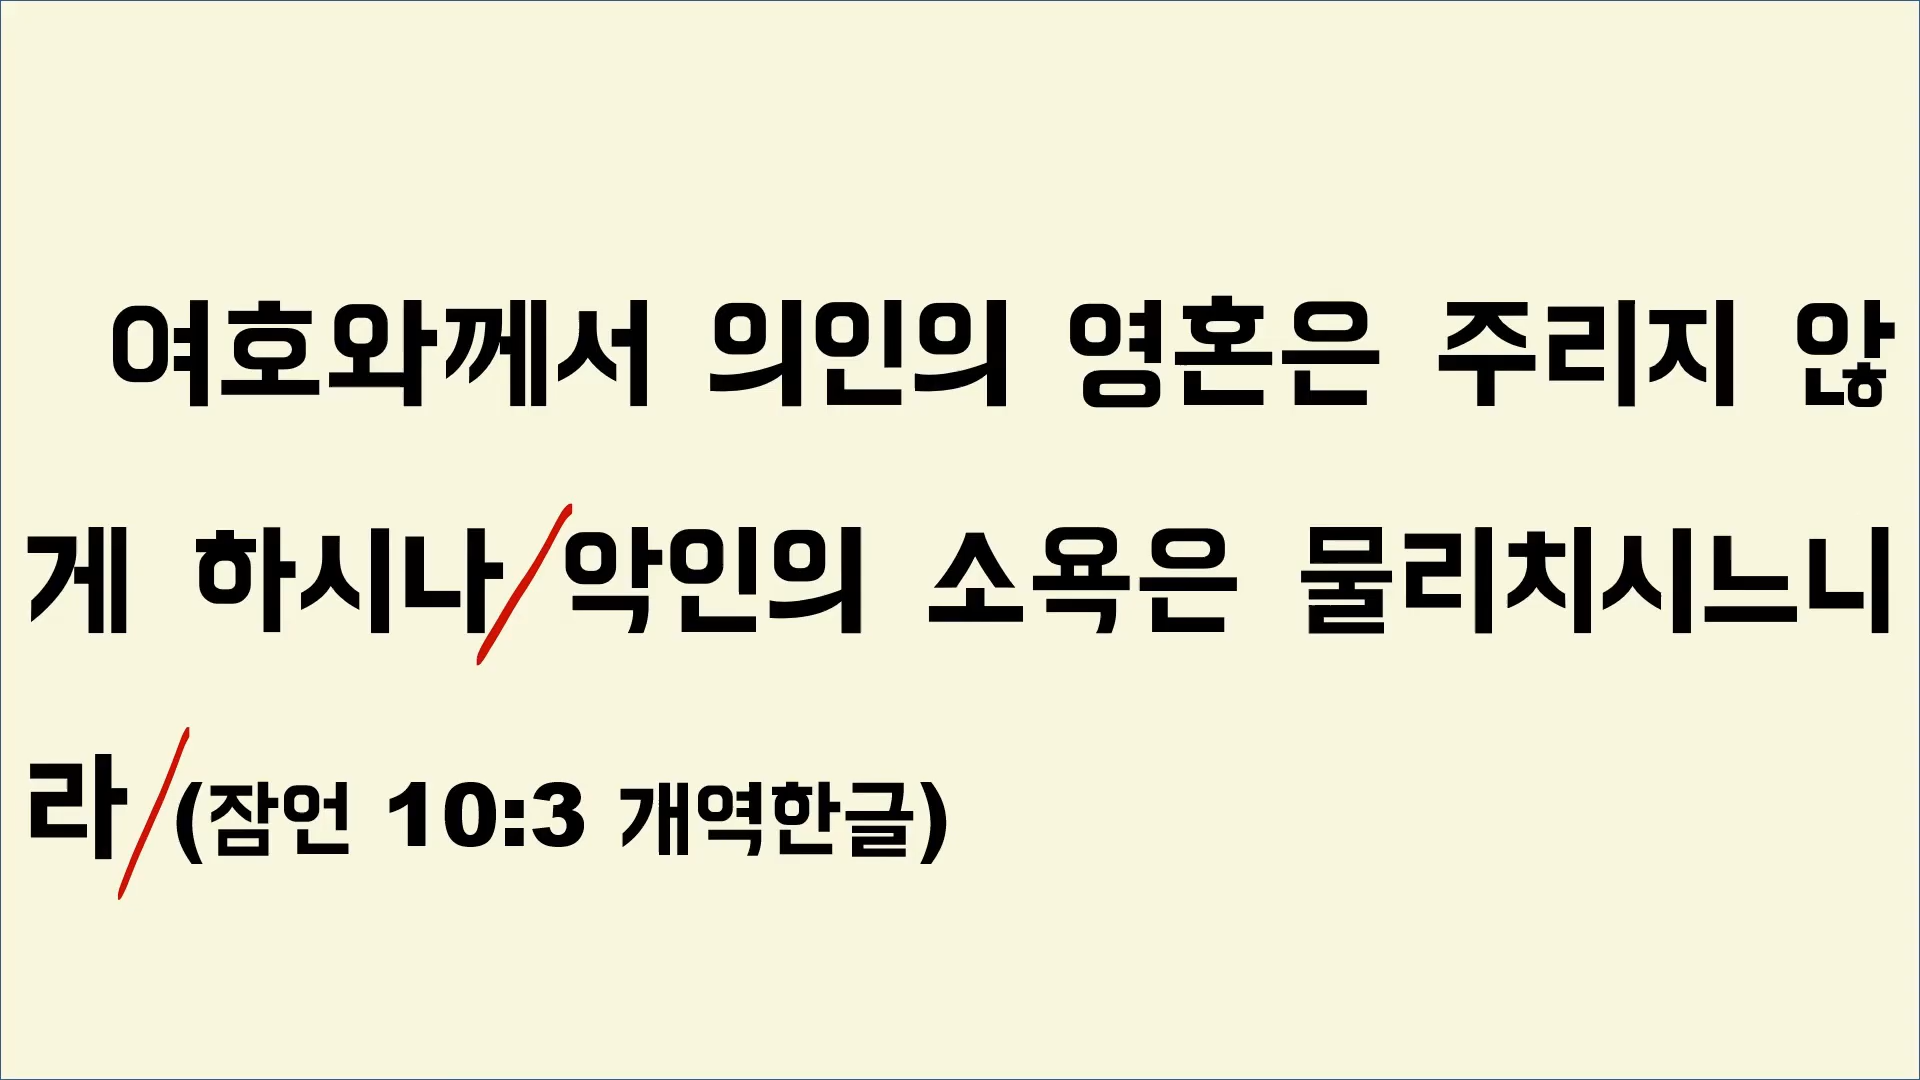 여호와께서 의인의 영혼은 주리지 않
게 하시나/악인의 소욕은 물리치시느니
라/(잠언 10:3 개역한글)